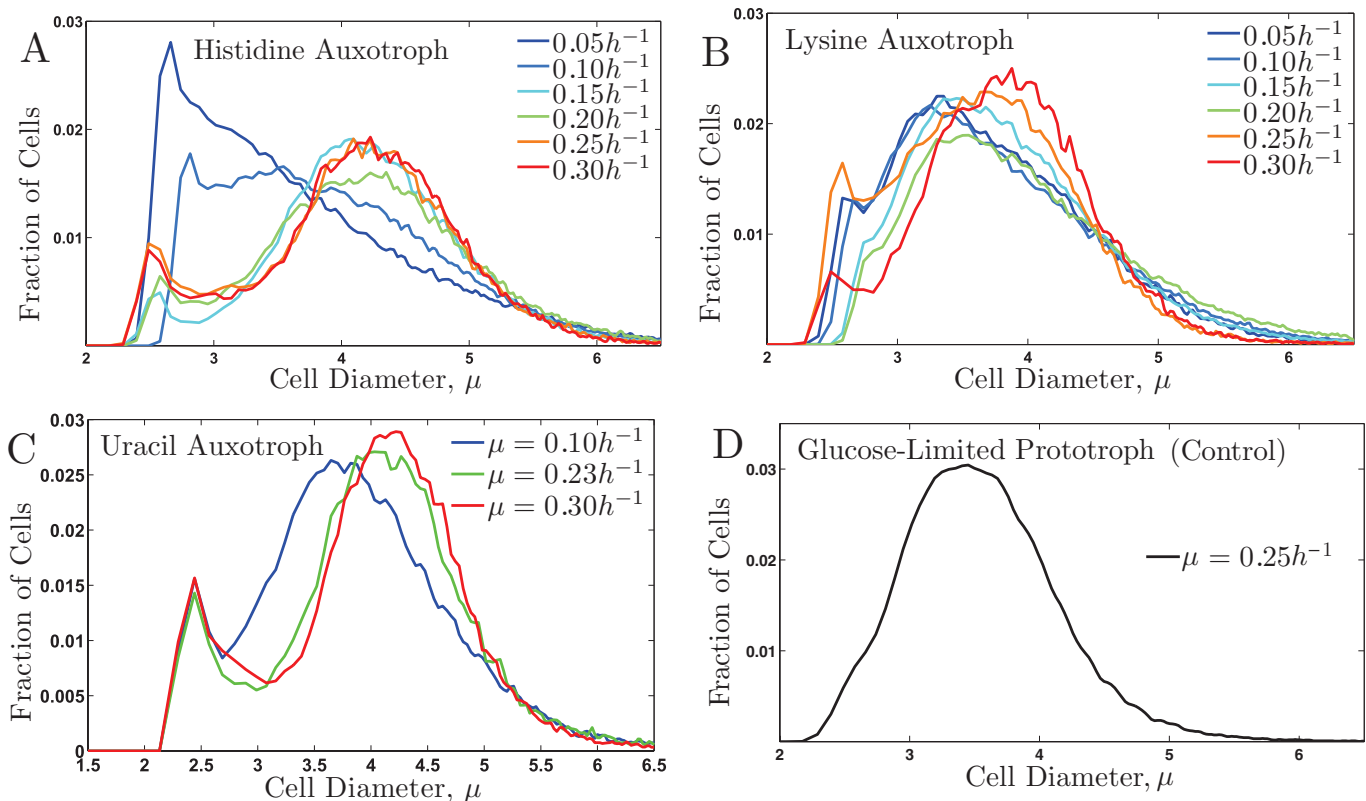 A
Histidine Auxotroph
0.05h⁻¹
0.10h⁻¹
0.15h⁻¹
0.20h⁻¹
0.25h⁻¹
0.30h⁻¹
0.03
0.02
0.01
Fraction of Cells
2 3 4 5 6
Cell Diameter, μ
B
Lysine Auxotroph
0.05h⁻¹
0.10h⁻¹
0.15h⁻¹
0.20h⁻¹
0.25h⁻¹
0.30h⁻¹
0.03
0.02
0.01
Fraction of Cells
2 3 4 5 6
Cell Diameter, μ
C
Uracil Auxotroph
μ = 0.10h⁻¹
μ = 0.23h⁻¹
μ = 0.30h⁻¹
0.03
0.025
0.02
0.015
0.01
0.005
0
Fraction of Cells
1.5 2 2.5 3 3.5 4 4.5 5 5.5 6 6.5
Cell Diameter, μ
D
Glucose-Limited Prototroph (Control)
μ = 0.25h⁻¹
0.03
0.02
0.01
Fraction of Cells
2 3 4 5 6
Cell Diameter, μ